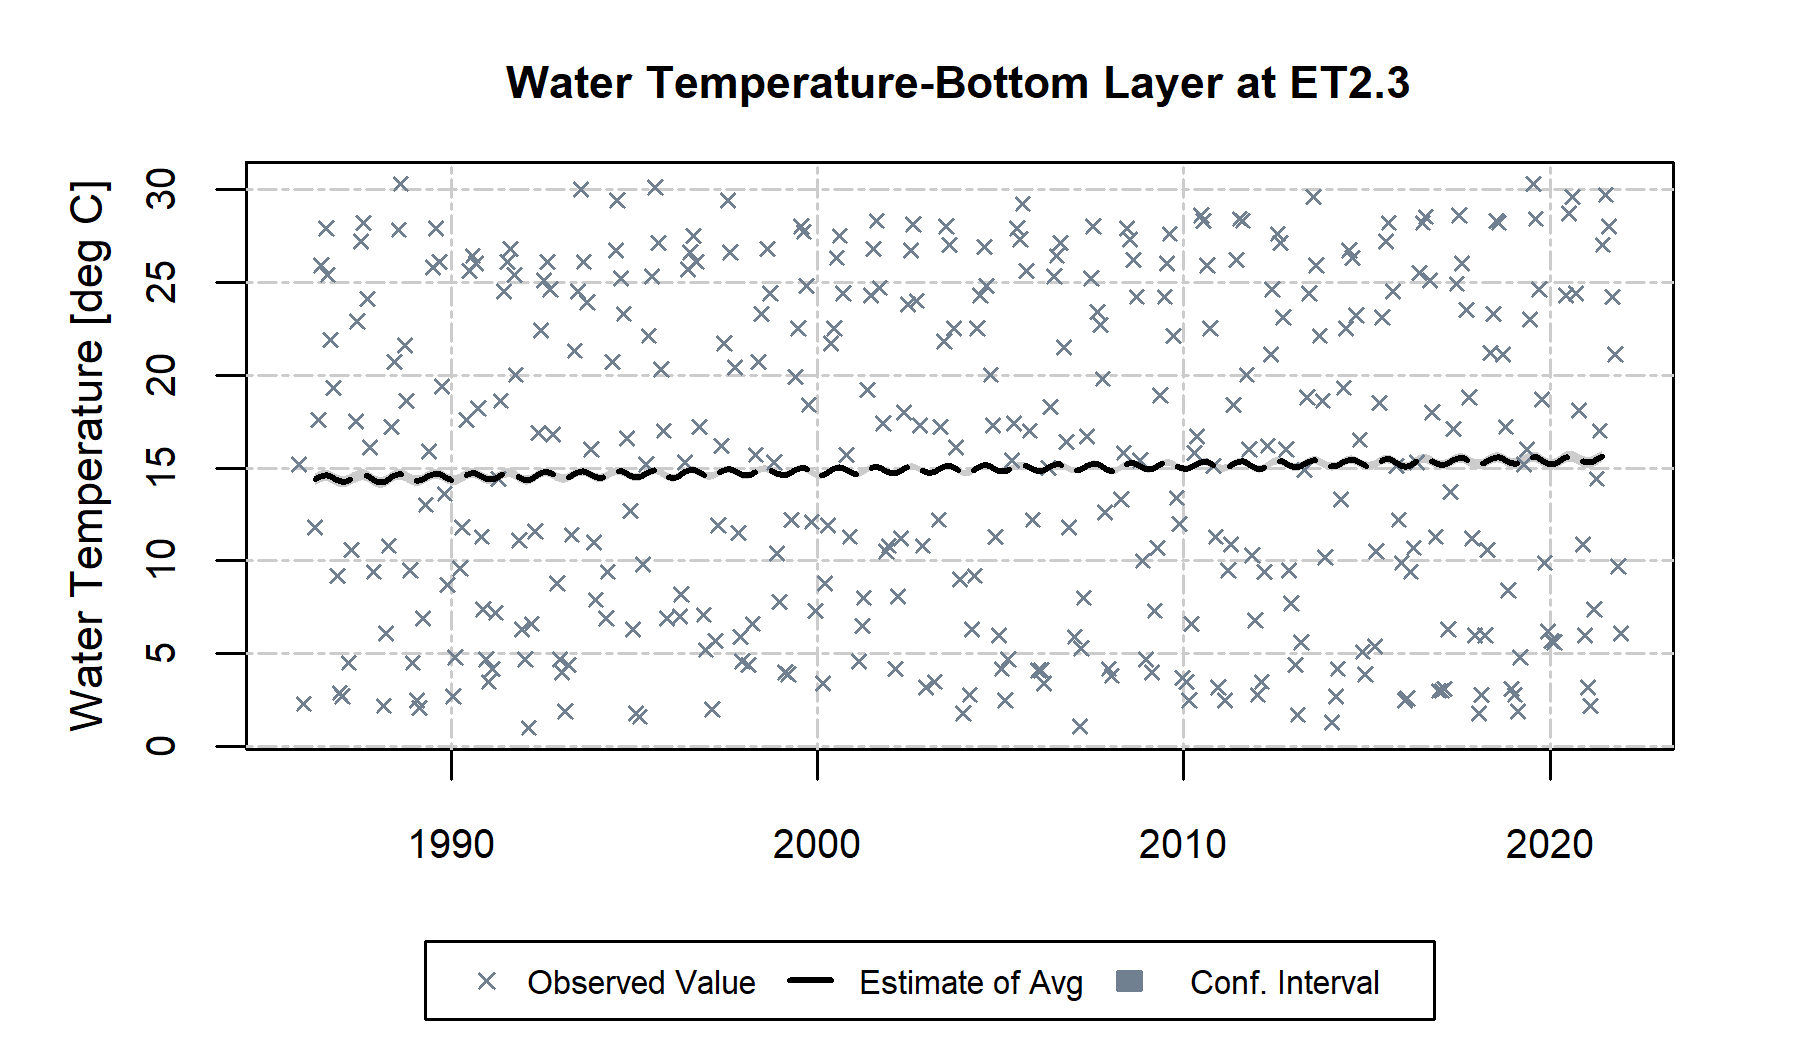 Water Temperature-Bottom Layer at ET2.3
Water Temperature [deg C]
30
25
20
15
10
5
0
1990 2000 2010 2020
Observed Value Estimate of Avg Conf. Interval